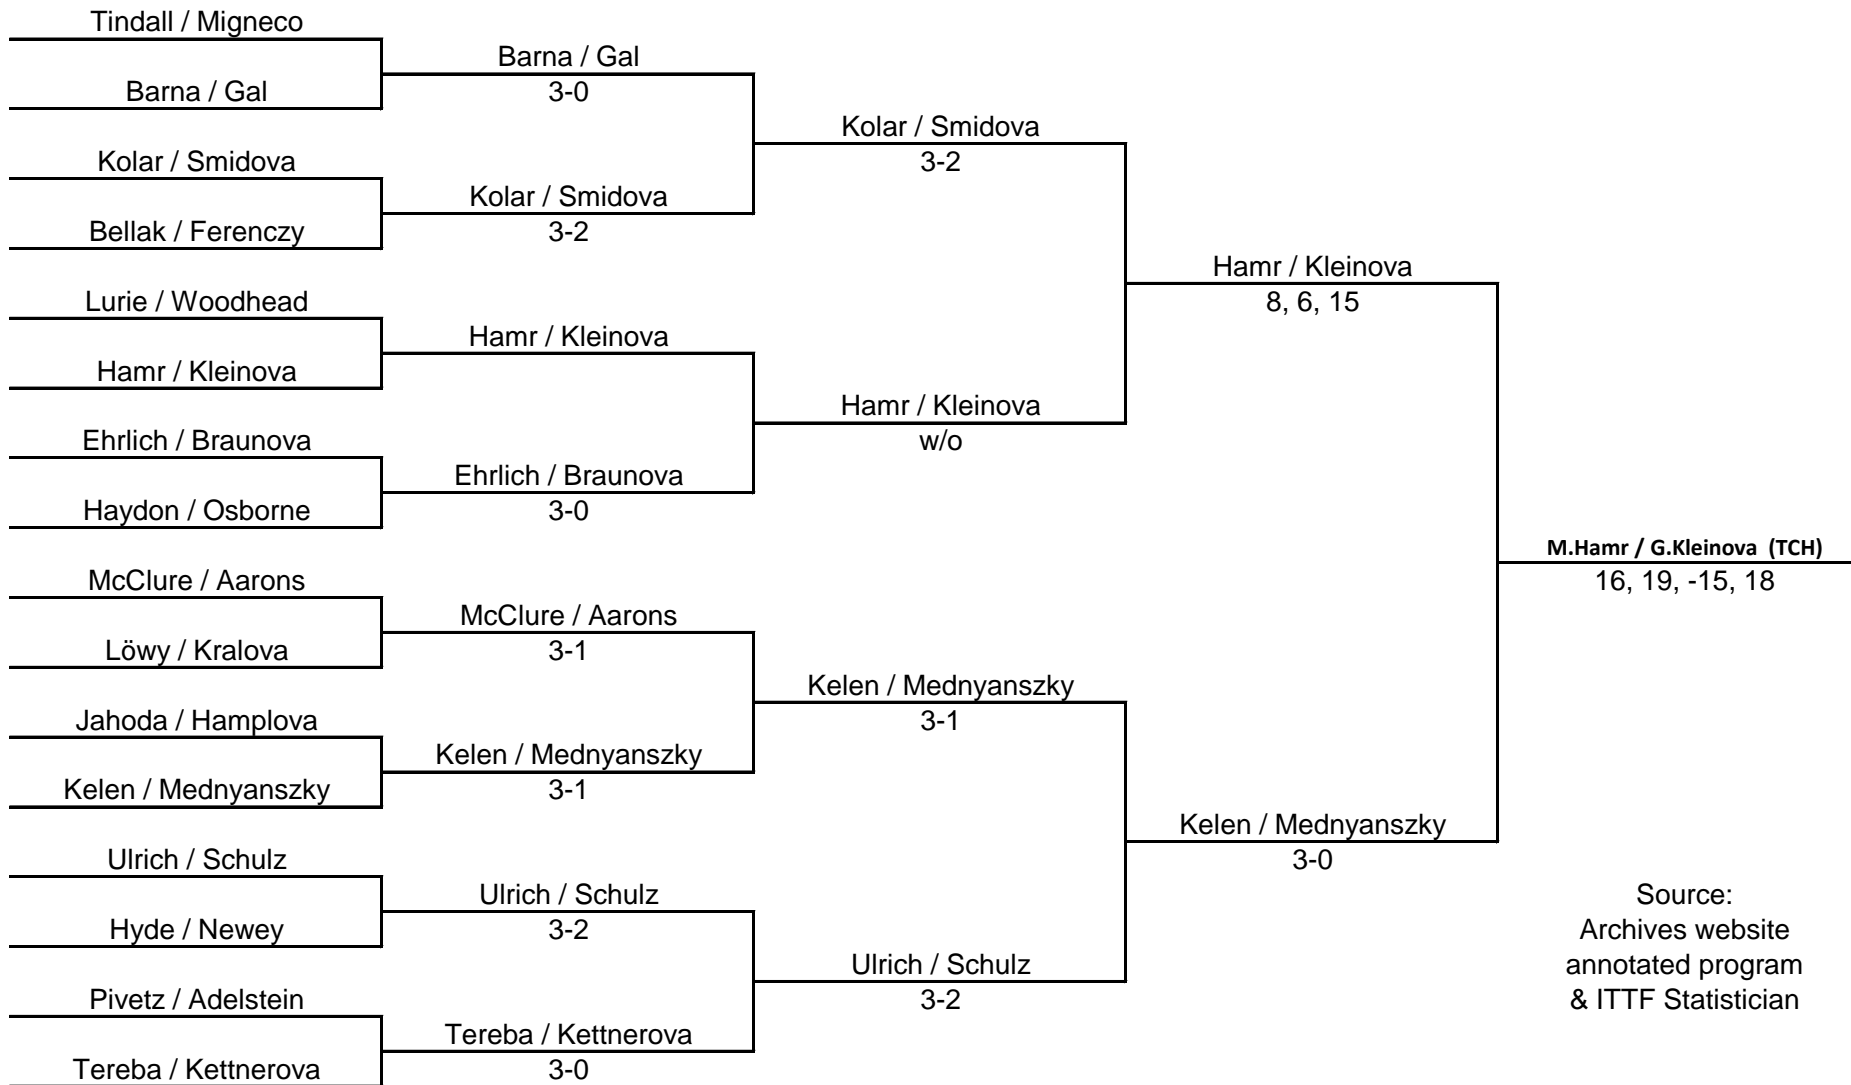 Tindall / Migneco
Barna / Gal
Kolar / Smidova
Bellak / Ferenczy
Lurie / Woodhead
Hamr / Kleinova
Ehrlich / Braunova
Haydon / Osborne
McClure / Aarons
Löwy / Kralova
Jahoda / Hamplova
Kelen / Mednyanszky
Ulrich / Schulz
Hyde / Newey
Pivetz / Adelstein
Tereba / Kettnerova
Barna / Gal
3-0
Kolar / Smidova
3-2
Hamr / Kleinova
Ehrlich / Braunova
3-0
McClure / Aarons
3-1
Kelen / Mednyanszky
3-1
Ulrich / Schulz
3-2
Tereba / Kettnerova
3-0
Kolar / Smidova
3-2
Hamr / Kleinova
w/o
Kelen / Mednyanszky
3-1
Ulrich / Schulz
3-2
Hamr / Kleinova
8, 6, 15
Kelen / Mednyanszky
3-0
M.Hamr / G.Kleinova (TCH)
16, 19, -15, 18
Source:
Archives website
annotated program
& ITTF Statistician